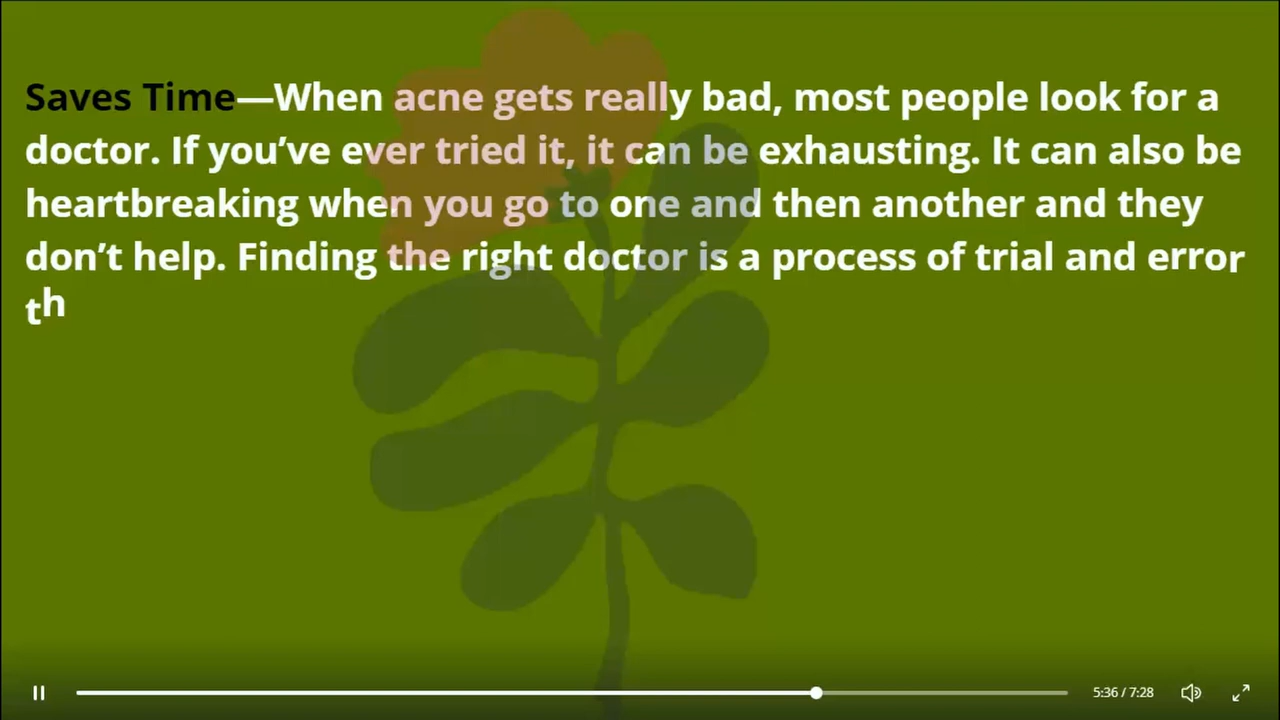 Saves Time—When acne gets really bad, most people look for a
doctor. If you’ve ever tried it, it can be exhausting. It can also be
heartbreaking when you go to one and then another and they
don’t help. Finding the right doctor is a process of trial and error
th
5:36 / 7:28